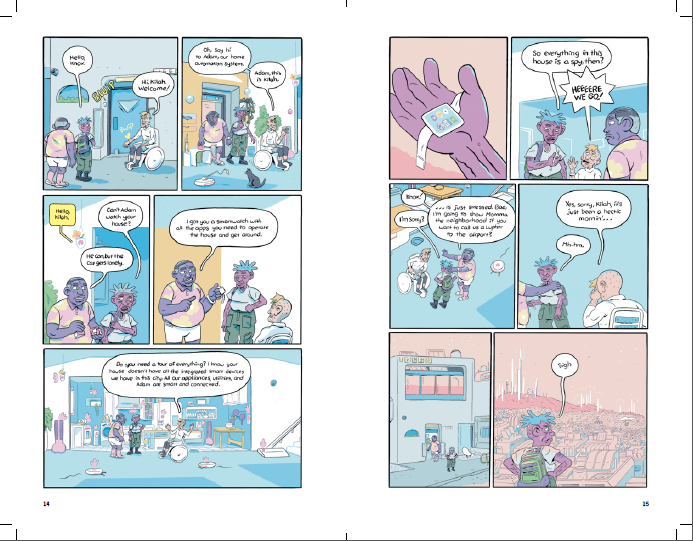 Hello,
Knox.
Hi, Kilah.
Welcome!
Oh, say hi
to Adam, our home
automation system.
Adam, this
is Kilah.
Hello,
Kilah.
Can't Adam
watch your
house?
He can, but the
cat gets lonely.
I got you a smartwatch with
all the apps you need to operate
the house and get around.
Do you need a tour of everything? I know your
house doesn't have all the integrated smart devices
we have in this city. All our appliances, utilities, and
Adam are smart and connected.
14
So everything in this
house is a spy, then?
HEEEERE
WE GO!
Knox!
I'm sorry?
... is just stressed. Bae,
I'm going to show Momma
the neighborhood if you
want to call us a
to the airport?
Yes, sorry, Kilah, it's
just been a hectic
mornin'...
Mh-hm.
Sigh
15